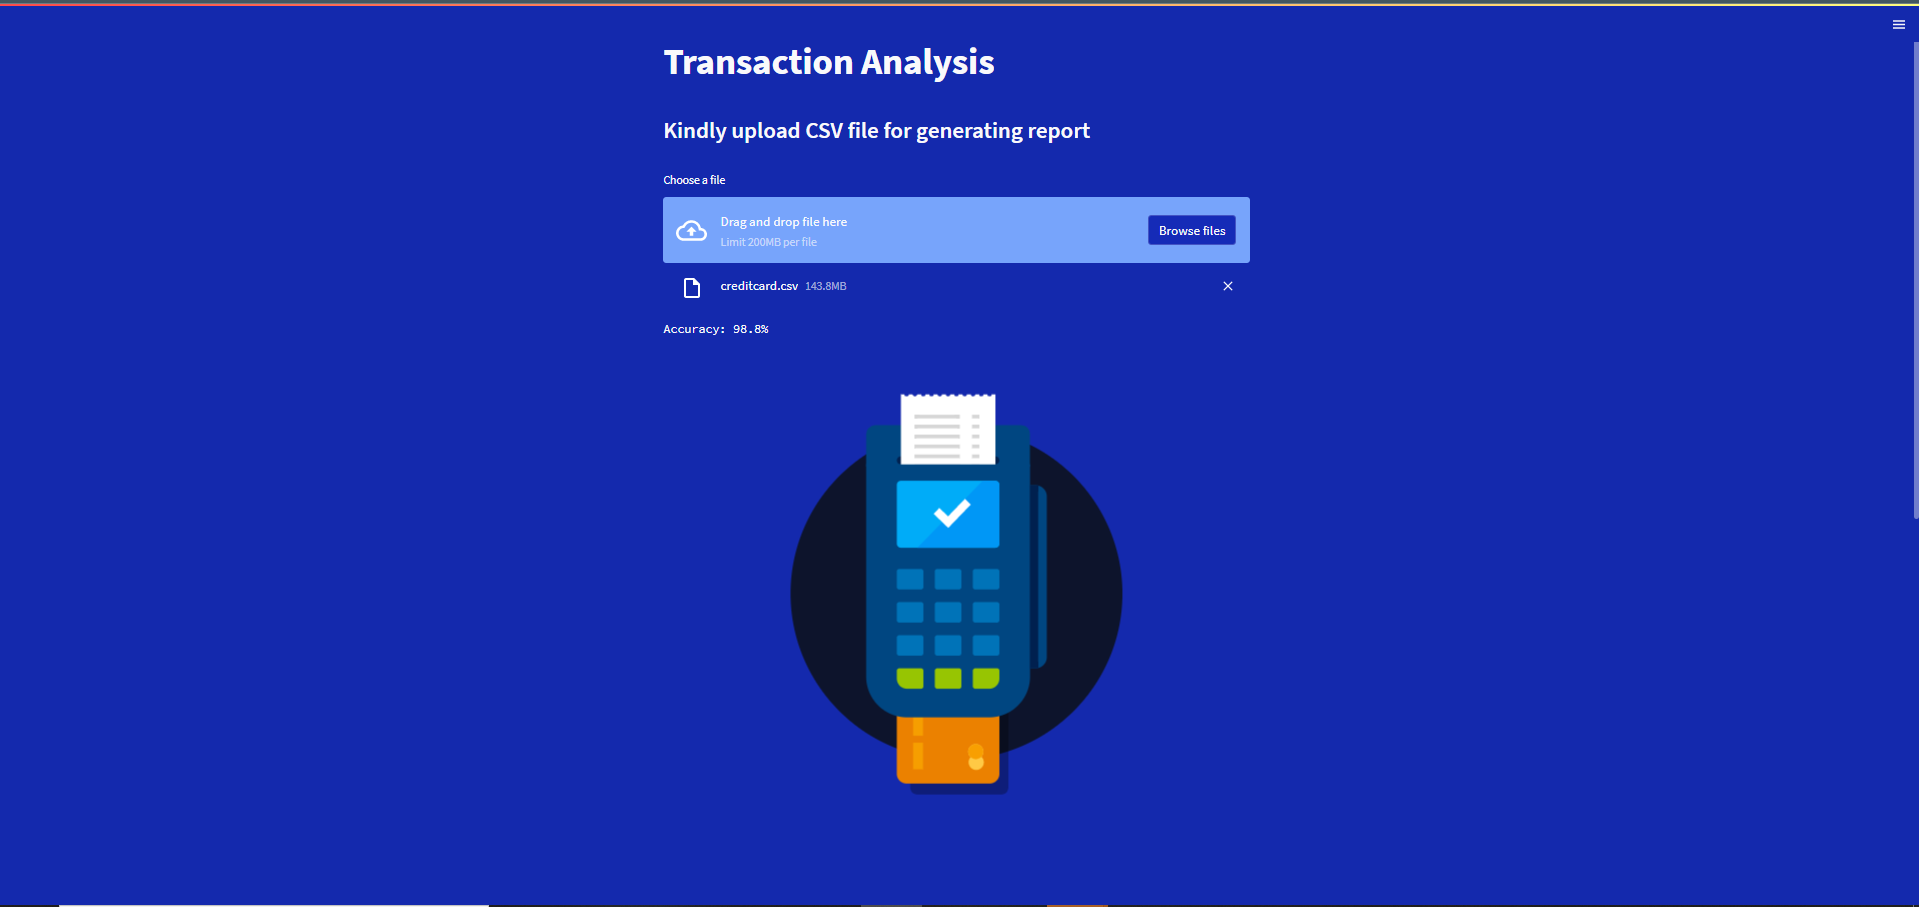 Transaction Analysis
Kindly upload CSV file for generating report
Choose a file
Drag and drop file here
Limit 200MB per file
Browse files
creditcard.csv 143.8MB
Accuracy: 98.8%